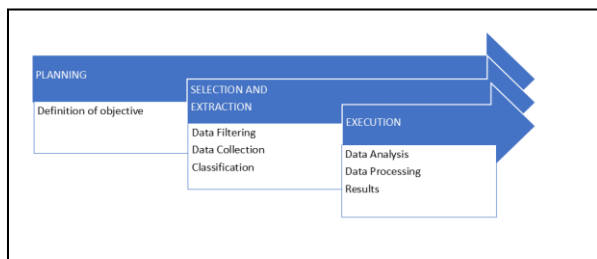 PLANNING
Definition of objective
SELECTION AND
EXTRACTION
Data Filtering
Data Collection
Classification
EXECUTION
Data Analysis
Data Processing
Results